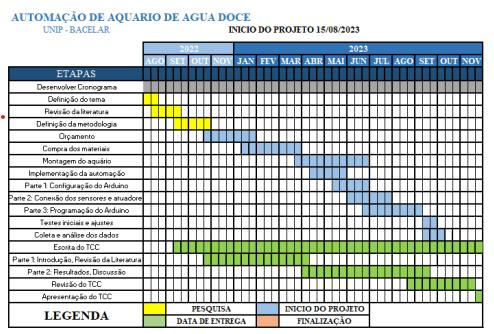 AUTOMAÇÃO DE AQUARIO DE AGUA DOCE
UNIP - BACELAR INICIO DO PROJETO 15/08/2023
2022 2023
AGO SET OUT NOV JAN FEV MAR ABR MAI JUN JUL AGO SET OUT NOV
ETAPAS
Desenvolver Cronograma
Definição do tema
Revisão da literatura
Definição da metodologia
Orçamento
Compra dos materiais
Montagem do aquário
Implementação da automação
Parte 1: Configuração do Arduino
Parte 2: Conexão dos sensores e atuadore
Parte 3: Programação do Arduino
Testes iniciais e ajustes
Coleta e análise dos dados
Escrita do TCC
Parte 1: Introdução, Revisão da Literatura
Parte 2: Resultados, Discussão
Revisão do TCC
Apresentação do TCC
LEGENDA
PESQUISA INICIO DO PROJETO
DATA DE ENTREGA FINALIZAÇÃO